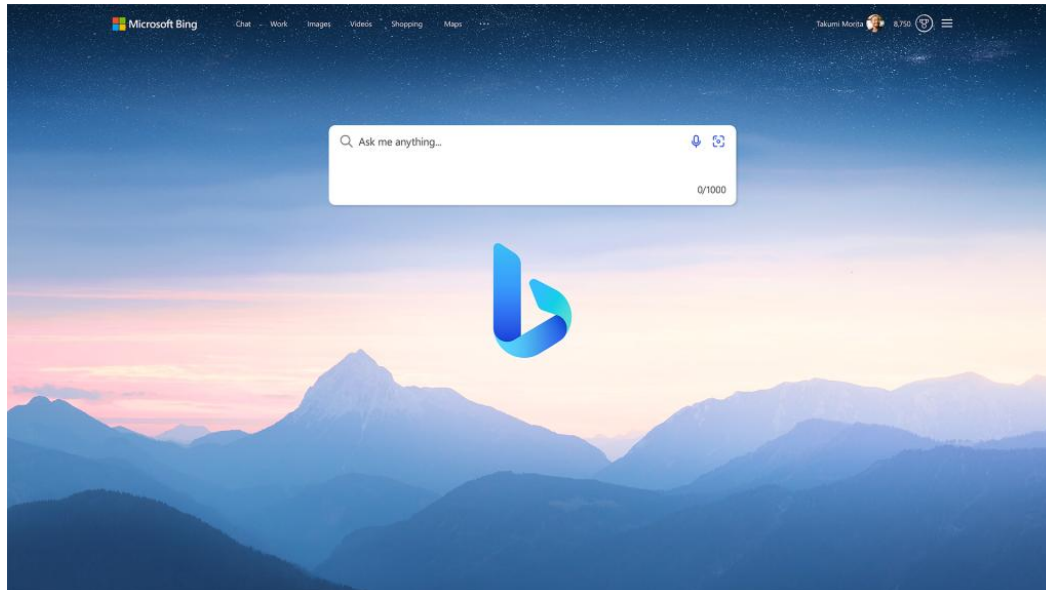 Microsoft Bing Chat Work Images Videos Shopping Maps ··· Takumi Morita 8,750
Ask me anything...
0/1000